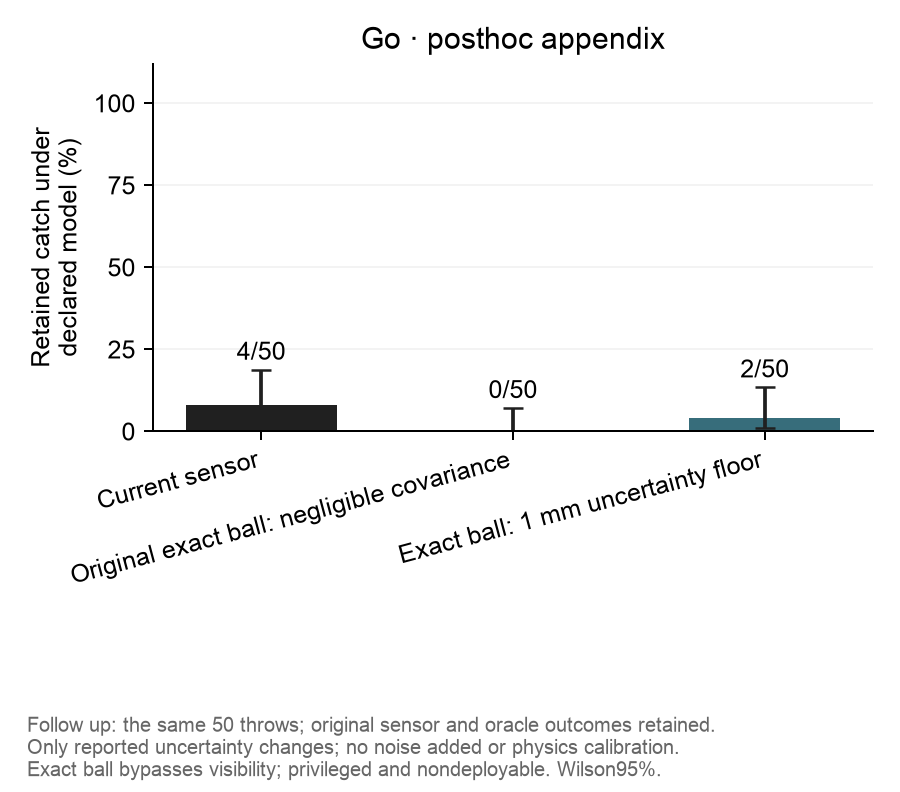 Go · posthoc appendix
Retained catch under
declared model (%)
100
75
50
25
0
4/50
0/50
2/50
Current sensor
Original exact ball: negligible covariance
Exact ball: 1 mm uncertainty floor
Follow up: the same 50 throws; original sensor and oracle outcomes retained.
Only reported uncertainty changes; no noise added or physics calibration.
Exact ball bypasses visibility; privileged and nondeployable. Wilson95%.